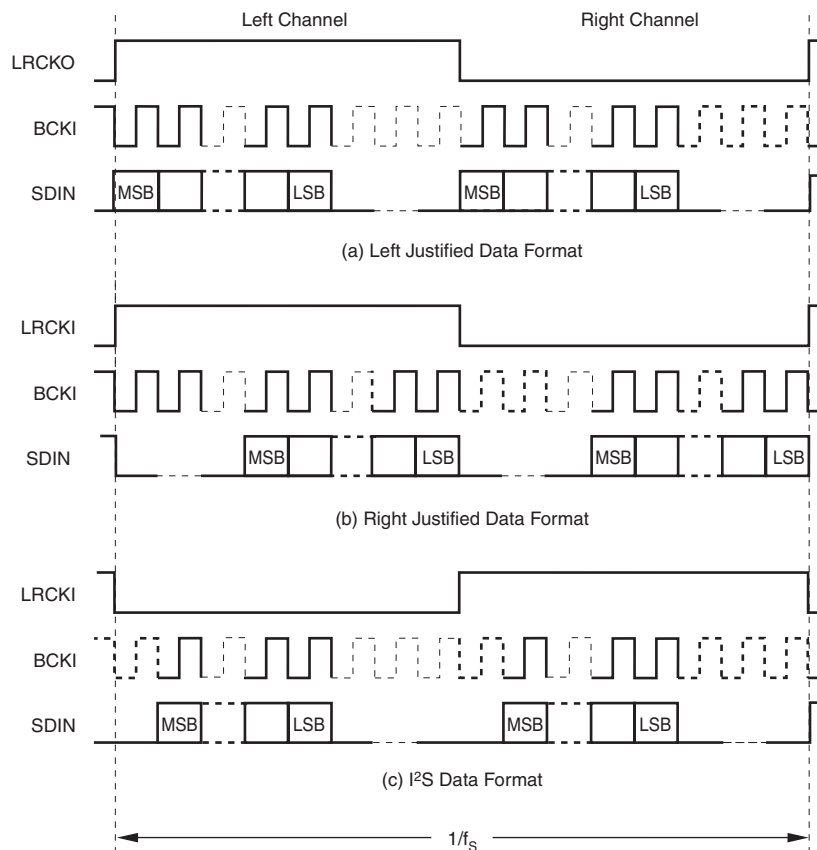 Left Channel Right Channel
LRCKO
BCKI
SDIN MSB LSB MSB LSB
(a) Left Justified Data Format
LRCKI
BCKI
SDIN MSB LSB MSB LSB
(b) Right Justified Data Format
LRCKI
BCKI
SDIN MSB LSB MSB LSB
(c) I²S Data Format
1/fS